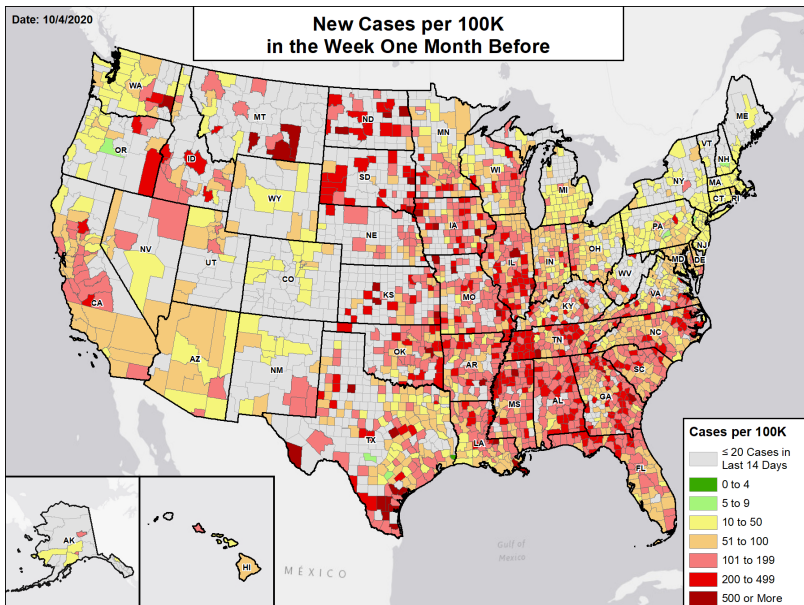 Date: 10/4/2020
New Cases per 100K
in the Week One Month Before
WA
MT
ND
MN
ME
OR
ID
SD
WI
MI
VT
NH
NY
MA
CT
RI
WY
IA
PA
NJ
NE
NV
UT
CO
IL
IN
OH
MD
DE
WV
VA
CA
KS
MO
KY
AZ
NM
OK
AR
TN
NC
SC
MS
AL
GA
TX
LA
FL
AK
HI
MÉXICO
Gulf of
Mexico
Cases per 100K
≤ 20 Cases in
Last 14 Days
0 to 4
5 to 9
10 to 50
51 to 100
101 to 199
200 to 499
500 or More